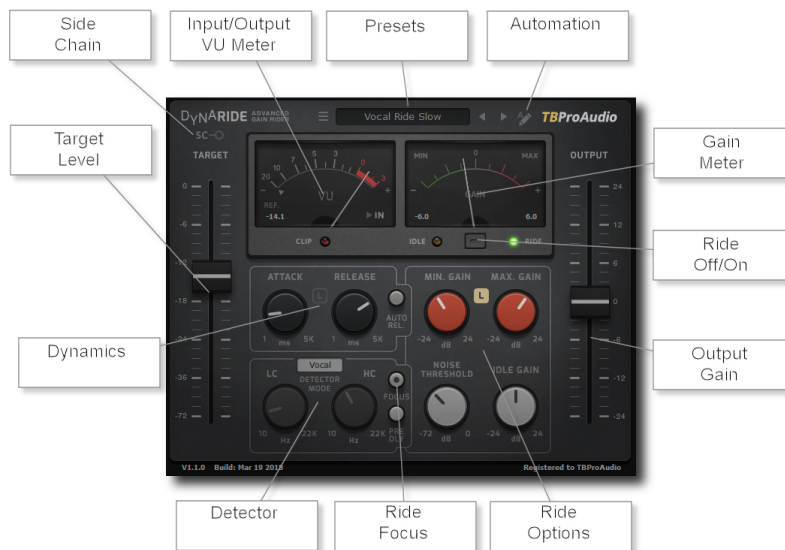 Side
Chain
Input/Output
VU Meter
Presets
Automation
Target
Level
Gain
Meter
Ride
Off/On
Dynamics
Output
Gain
Detector
Ride
Focus
Ride
Options
DYNARIDE
ADVANCED
GAIN RIDER
Vocal Ride Slow
TBProAudio
SC
TARGET
OUTPUT
20 10 7 5 3 0 3
- +
VU
REF.
-14.1
IN
MIN 0 MAX
- +
GAIN
-6.0 6.0
CLIP
IDLE
RIDE
0
-6
-18
-36
-72
24
12
6
0
-6
-12
-24
ATTACK
RELEASE
L
1 ms 5K
1 ms 5K
AUTO
REL.
MIN. GAIN
MAX. GAIN
L
-24 dB 24
-24 dB 24
Vocal
DETECTOR
MODE
LC
HC
10 Hz 22K
10 Hz 22K
FOCUS
PRE
DLY
NOISE
THRESHOLD
IDLE GAIN
-72 dB 0
-24 dB 24
V1.1.0 Build: Mar 19 2018
Registered to TBProAudio